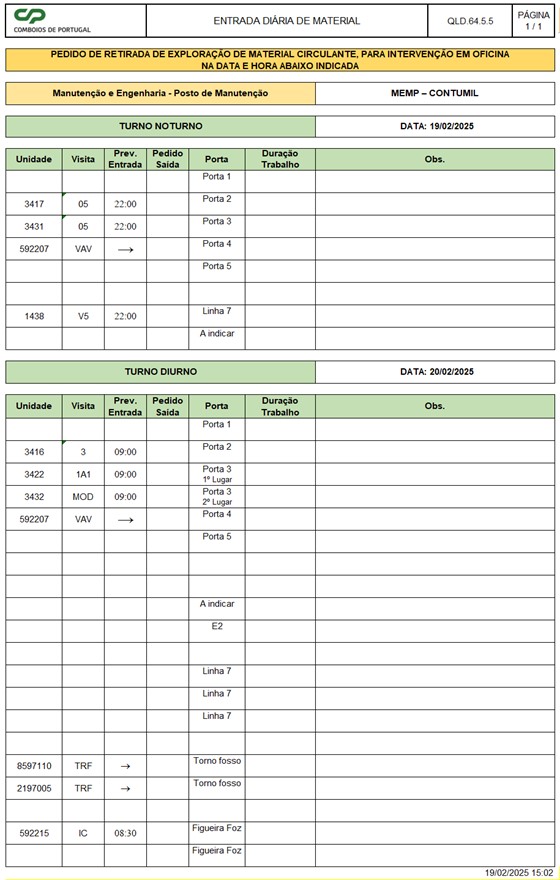 CP
COMBOIOS DE PORTUGAL
ENTRADA DIÁRIA DE MATERIAL
QLD.64.5.5
PÁGINA
1 / 1
PEDIDO DE RETIRADA DE EXPLORAÇÃO DE MATERIAL CIRCULANTE, PARA INTERVENÇÃO EM OFICINA
NA DATA E HORA ABAIXO INDICADA
Manutenção e Engenharia - Posto de Manutenção
MEMP – CONTUMIL
TURNO NOTURNO
DATA: 19/02/2025
Unidade Visita Prev. Entrada Pedido Saída Porta Duração Trabalho Obs.
Porta 1
3417 05 22:00 Porta 2
3431 05 22:00 Porta 3
592207 VAV → Porta 4
Porta 5
1438 V5 22:00 Linha 7
A indicar
TURNO DIURNO
DATA: 20/02/2025
Unidade Visita Prev. Entrada Pedido Saída Porta Duração Trabalho Obs.
Porta 1
3416 3 09:00 Porta 2
3422 1A1 09:00 Porta 3 1º Lugar
3432 MOD 09:00 Porta 3 2º Lugar
592207 VAV → Porta 4
Porta 5
A indicar
E2
Linha 7
Linha 7
Linha 7
8597110 TRF → Torno fosso
2197005 TRF → Torno fosso
592215 IC 08:30 Figueira Foz
Figueira Foz
19/02/2025 15:02